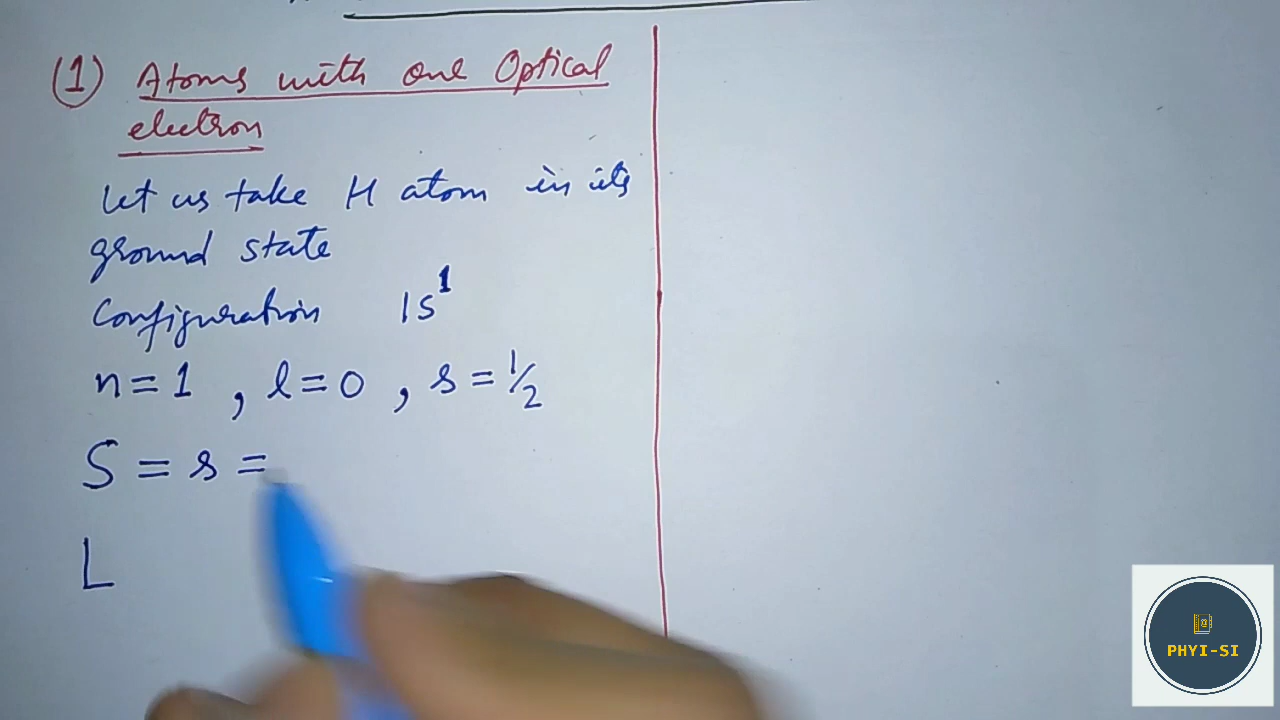 (1) Atoms with one Optical
electron
Let us take H atom in its
ground state
Configuration 1s¹
n=1 , l=0 , s=1/2
S = s =
L
PHYI-SI